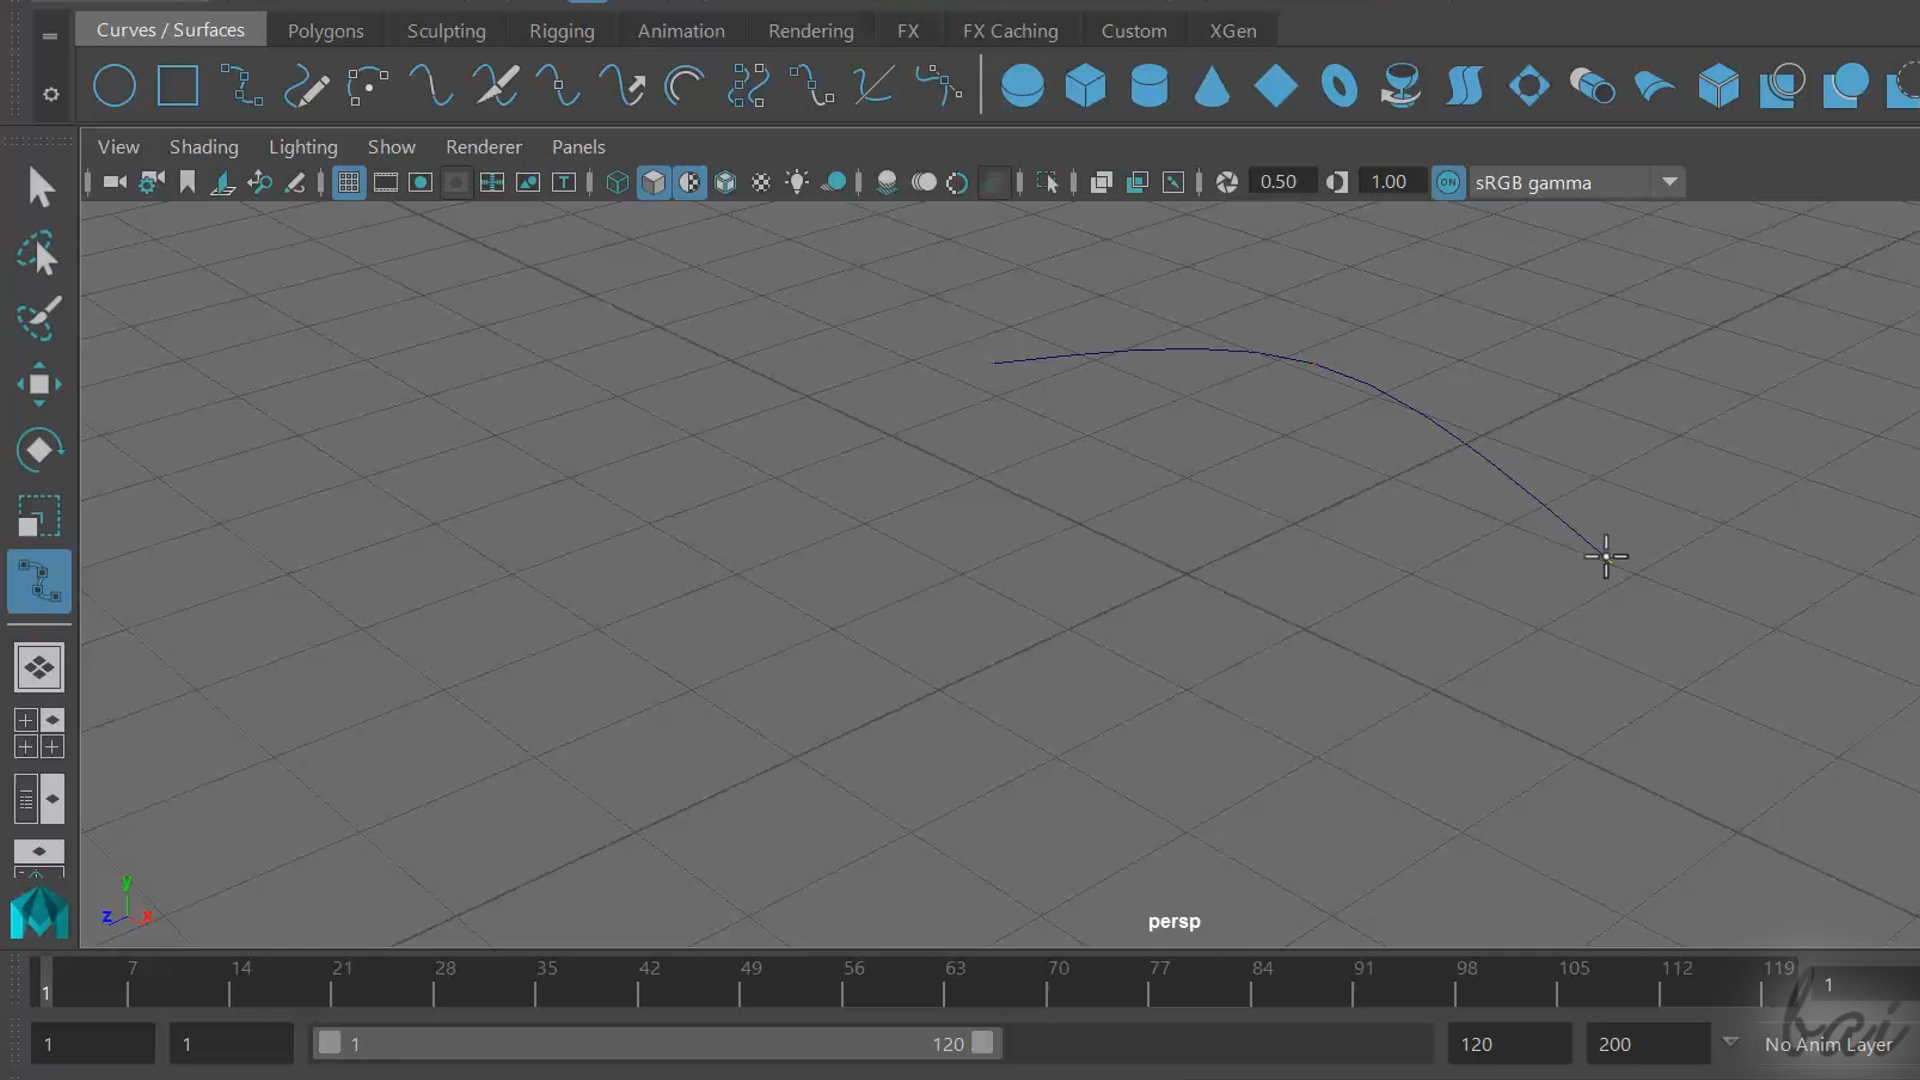 Curves / Surfaces Polygons Sculpting Rigging Animation Rendering FX FX Caching Custom XGen
View Shading Lighting Show Renderer Panels
0.50 1.00 ON sRGB gamma
y
z x
persp
7 14 21 28 35 42 49 56 63 70 77 84 91 98 105 112 119
1 1
1 1 1 120 120 200 No Anim Layer
bai